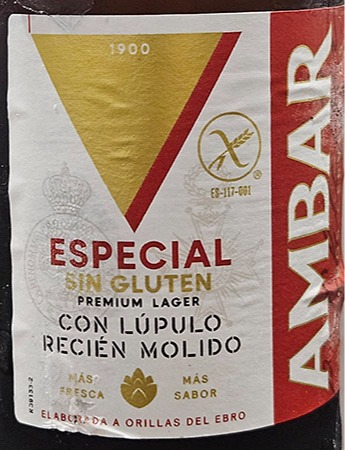 1900
ES-117-001
ESPECIAL
SIN GLUTEN
PREMIUM LAGER
CON LÚPULO
RECIÉN MOLIDO
MÁS FRESCA
MÁS SABOR
ELABORADA A ORILLAS DEL EBRO
AMBAR